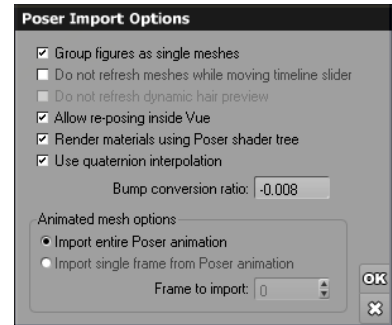 Poser Import Options
Group figures as single meshes
Do not refresh meshes while moving timeline slider
Do not refresh dynamic hair preview
Allow re-posing inside Vue
Render materials using Poser shader tree
Use quaternion interpolation
Bump conversion ratio: -0.008
Animated mesh options
Import entire Poser animation
Import single frame from Poser animation
Frame to import: 0
OK